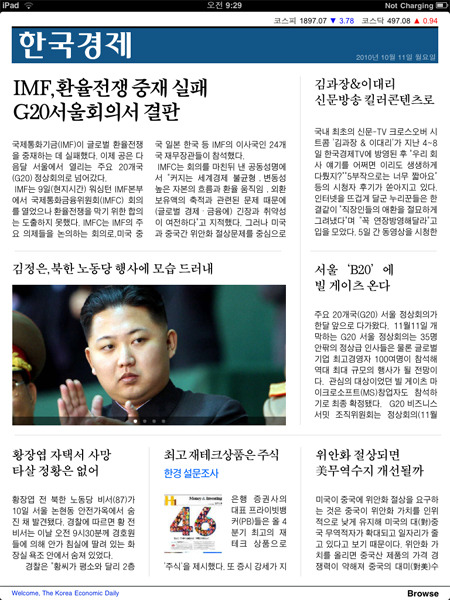 iPad
오전 9:29
Not Charging
코스피 1897.07 ▼ 3.78 코스닥 497.08 ▲ 0.94
한국경제
2010년 10월 11일 월요일
IMF, 환율전쟁 중재 실패
G20서울회의서 결판
국제통화기금(IMF)이 글로벌 환율전쟁
을 중재하는 데 실패했다. 이제 공은 다
음달 서울에서 열리는 주요 20개국
(G20) 정상회의로 넘어갔다
IMF는 9일(현지시간) 워싱턴 IMF본부
에서 국제통화금융위원회(IMFC) 회의
를 열었으나 환율전쟁을 막기 위한 합의
는 도출하지 못했다. IMFC는 IMF의 주
요 의제들을 논의하는 회의로,미국 중
국 일본 한국 등 IMF의 이사국인 24개
국 재무장관들이 참석했다.
IMFC는 회의를 마친뒤 낸 공동성명에
서 "커지는 세계경제 불균형 , 변동성
높은 자본의 흐름과 환율 움직임 , 외환
보유액의 축적과 관련된 문제 때문에
(글로벌 경제·금융에) 긴장과 취약성
이 여전하다"고 지적했다. 그러나 미국
과 중국간 위안화 절상문제를 중심으로
김과장&이대리
신문방송 킬러콘텐츠로
국내 최초의 신문-TV 크로스오버 시
트콤 '김과장 & 이대리'가 지난 4~8
일 한국경제TV에 방영된 후 "우리 회
사 얘기를 어쩌면 이리도 생생하게
다뤘지?""5부작으로는 너무 짧아요"
등의 시청자 후기가 쏟아지고 있다.
인터넷을 뜨겁게 달군 누리꾼들은 한
결같이 "직장인들의 애환을 절묘하게
그려냈다"며 "꼭 연장방영해달라"고
입을 모았다. 5일 간 동영상을 시청한
김정은, 북한 노동당 행사에 모습 드러내
서울 ‘B20’에
빌 게이츠 온다
주요 20개국(G20) 서울 정상회의가
한달 앞으로 다가왔다. 11월11일 개
막하는 G20 서울 정상회의는 35명
안팎의 정상급 인사들은 물론 글로벌
기업 최고경영자 100여명이 참석해
역대 최대 규모의 행사가 될 전망이
다. 관심의 대상이었던 빌 게이츠 마이
크로소프트(MS)창업자도 참석하
기로 최종 확정됐다. G20 비즈니스
서밋 조직위원회는 정상회의(11월
황장엽 자택서 사망
타살 정황은 없어
황장엽 전 북한 노동당 비서(87)가
10일 서울 논현동 안전가옥에서 숨
진 채 발견됐다. 경찰에 따르면 황 전
비서는 이날 오전 9시30분께 경호원
들에 의해 안가 침실에 딸려 있는 화
장실 욕조 안에서 숨져 있었다.
경찰은 "황씨가 평소와 달리 2층
최고 재테크상품은 주식
한경 설문조사
Money & Investing
46
은행 증권사의
대표 프라이빗뱅
커(PB)들은 올 4
분기 최고의 재
테크 상품으로
'주식'을 제시했다. 또 증시 강세가 지
위안화 절상되면
美무역수지 개선될까
미국이 중국에 위안화 절상을 요구하
는 것은 중국이 위안화 가치를 인위
적으로 낮게 유지해 미국의 대(對)중
국 무역적자가 확대되고 일자리가 줄
고 있다고 보기 때문이다. 위안화 가
치를 올리면 중국산 제품의 가격 경
쟁력이 약해져 중국의 대미(對美)수
Welcome, The Korea Economic Daily
Browse